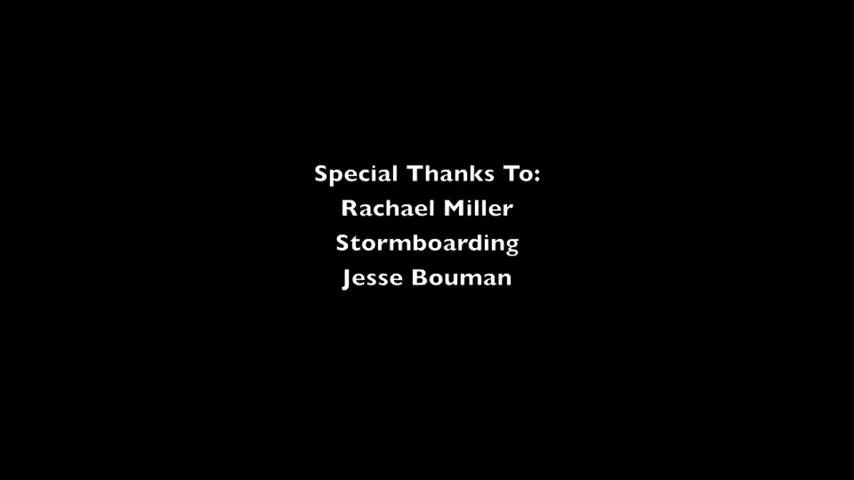 Special Thanks To:
Rachael Miller
Stormboarding
Jesse Bouman